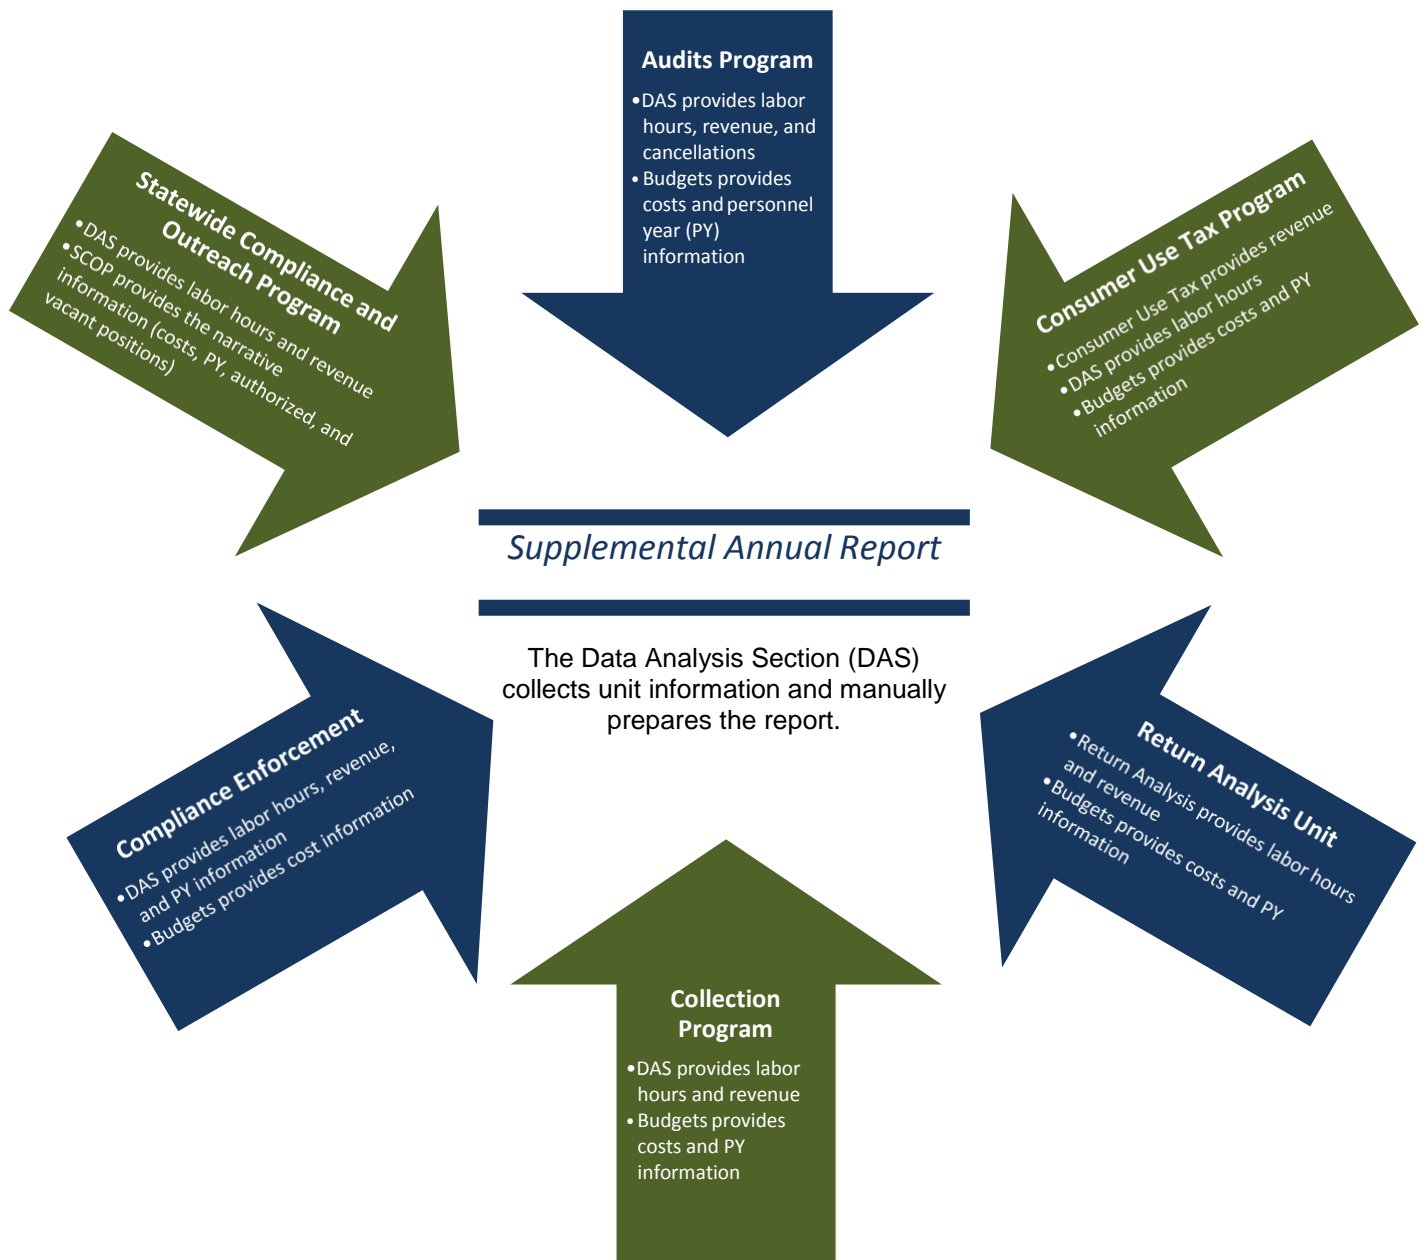 Audits Program
•DAS provides labor
hours, revenue, and
cancellations
• Budgets provides
costs and personnel
year (PY)
information
Statewide Compliance and
Outreach Program
•DAS provides labor hours and revenue
•SCOP provides the narrative
information (costs, PY, authorized, and
vacant positions)
Consumer Use Tax Program
•Consumer Use Tax provides revenue
•DAS provides labor hours
•Budgets provides costs and PY
information
Supplemental Annual Report
The Data Analysis Section (DAS)
collects unit information and manually
prepares the report.
Compliance Enforcement
•DAS provides labor hours, revenue,
and PY information
•Budgets provides cost information
Return Analysis Unit
•Return Analysis provides labor hours
and revenue
•Budgets provides costs and PY
information
Collection
Program
•DAS provides labor
hours and revenue
• Budgets provides
costs and PY
information